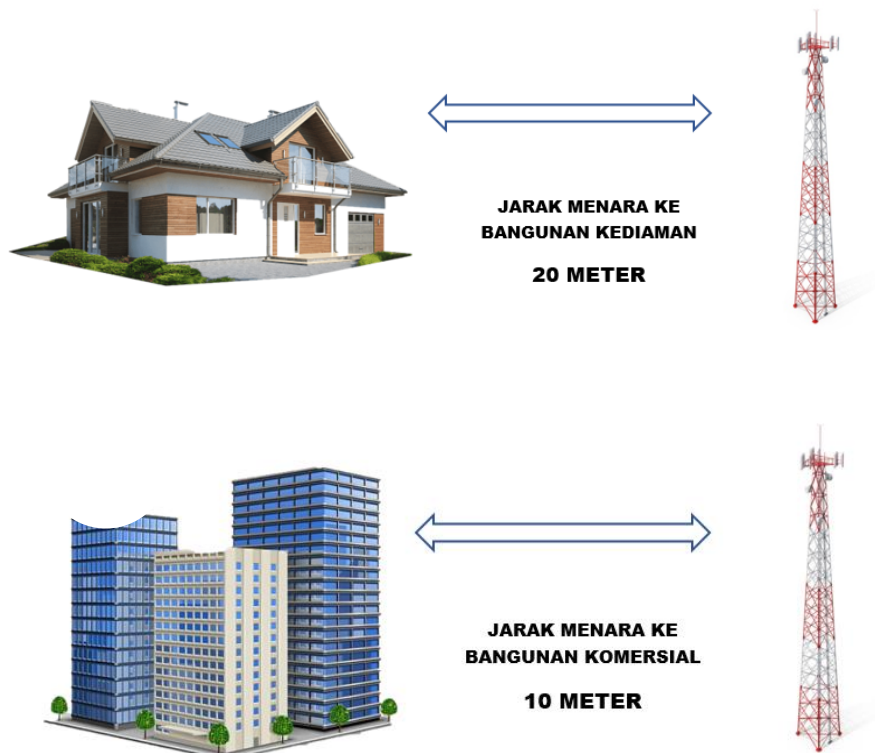 JARAK MENARA KE
BANGUNAN KEDIAMAN
20 METER
JARAK MENARA KE
BANGUNAN KOMERSIAL
10 METER